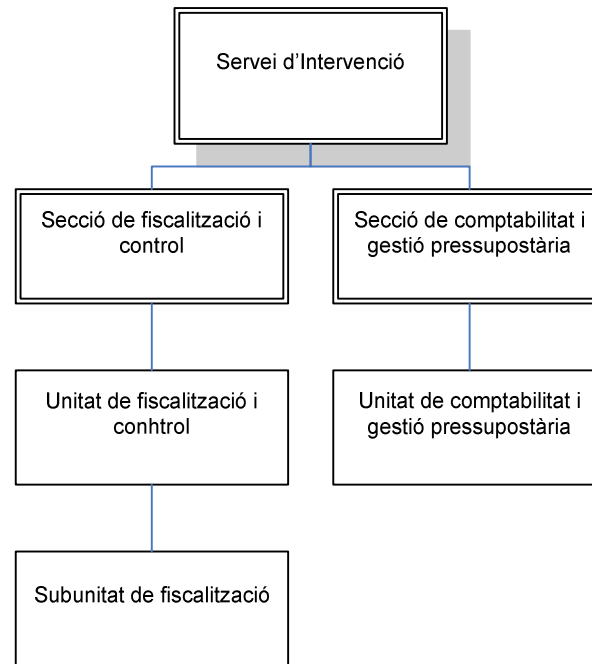 Servei d’Intervenció
Secció de fiscalització i
control
Secció de comptabilitat i
gestió pressupostària
Unitat de fiscalització i
conhtrol
Unitat de comptabilitat i
gestió pressupostària
Subunitat de fiscalització